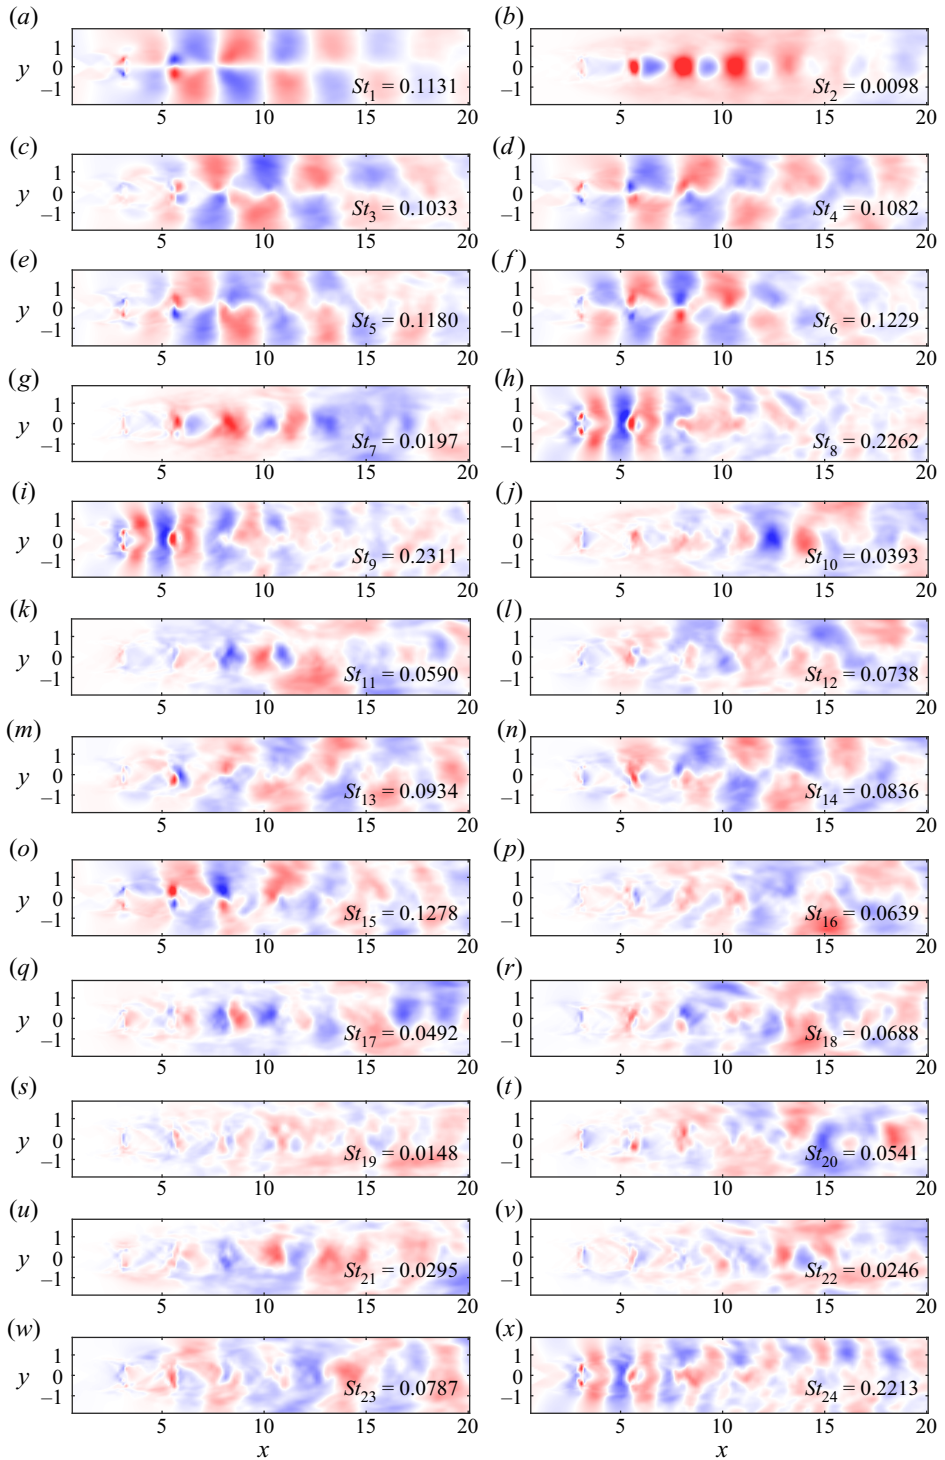 (a) (b)
y 1 0 −1 St1 = 0.1131 1 0 −1 St2 = 0.0098
5 10 15 20 5 10 15 20
(c) (d)
y 1 0 −1 St3 = 0.1033 1 0 −1 St4 = 0.1082
5 10 15 20 5 10 15 20
(e) (f)
y 1 0 −1 St5 = 0.1180 1 0 −1 St6 = 0.1229
5 10 15 20 5 10 15 20
(g) (h)
y 1 0 −1 St7 = 0.0197 1 0 −1 St8 = 0.2262
5 10 15 20 5 10 15 20
(i) (j)
y 1 0 −1 St9 = 0.2311 1 0 −1 St10 = 0.0393
5 10 15 20 5 10 15 20
(k) (l)
y 1 0 −1 St11 = 0.0590 1 0 −1 St12 = 0.0738
5 10 15 20 5 10 15 20
(m) (n)
y 1 0 −1 St13 = 0.0934 1 0 −1 St14 = 0.0836
5 10 15 20 5 10 15 20
(o) (p)
y 1 0 −1 St15 = 0.1278 1 0 −1 St16 = 0.0639
5 10 15 20 5 10 15 20
(q) (r)
y 1 0 −1 St17 = 0.0492 1 0 −1 St18 = 0.0688
5 10 15 20 5 10 15 20
(s) (t)
y 1 0 −1 St19 = 0.0148 1 0 −1 St20 = 0.0541
5 10 15 20 5 10 15 20
(u) (v)
y 1 0 −1 St21 = 0.0295 1 0 −1 St22 = 0.0246
5 10 15 20 5 10 15 20
(w) (x)
y 1 0 −1 St23 = 0.0787 1 0 −1 St24 = 0.2213
5 10 15 20 5 10 15 20
x x